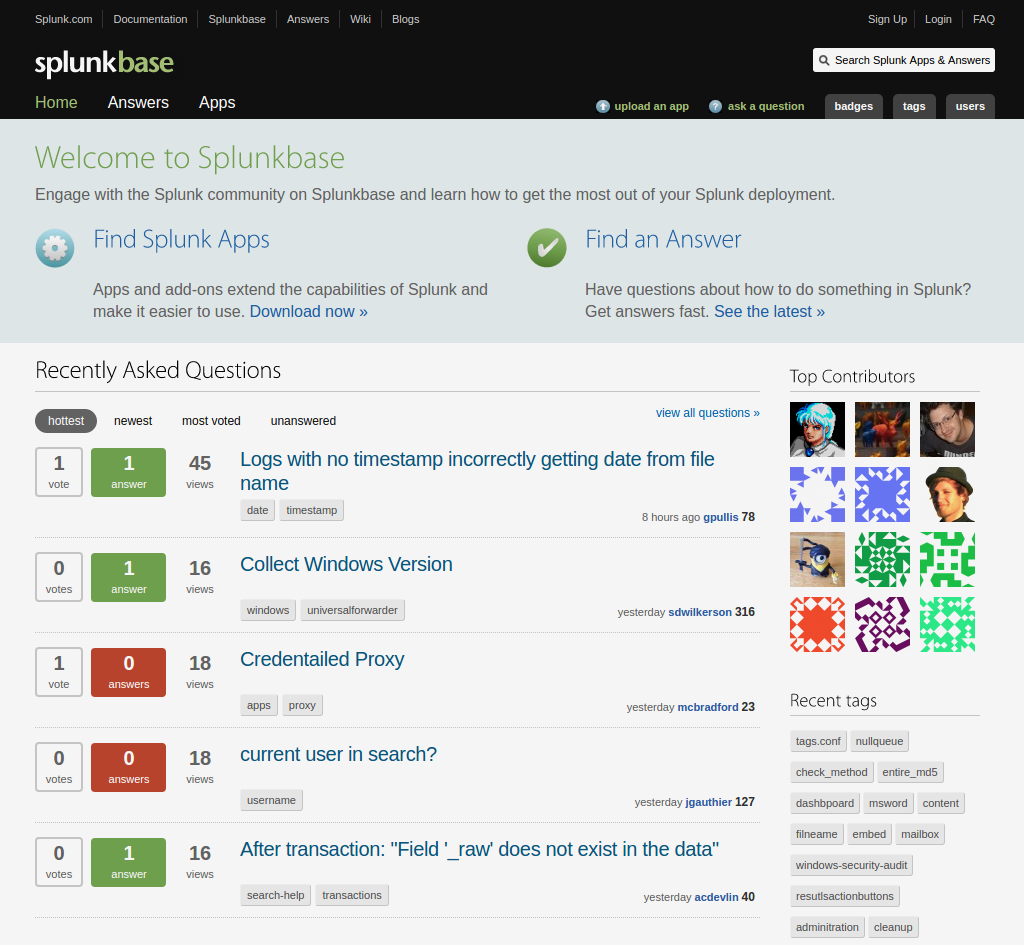 Splunk.com Documentation Splunkbase Answers Wiki Blogs Sign Up Login FAQ
splunkbase
Search Splunk Apps & Answers
Home Answers Apps upload an app ask a question badges tags users
Welcome to Splunkbase
Engage with the Splunk community on Splunkbase and learn how to get the most out of your Splunk deployment.
Find Splunk Apps
Apps and add-ons extend the capabilities of Splunk and
make it easier to use. Download now »
Find an Answer
Have questions about how to do something in Splunk?
Get answers fast. See the latest »
Recently Asked Questions
hottest newest most voted unanswered view all questions »
1 vote 1 answer 45 views
Logs with no timestamp incorrectly getting date from file
name
date timestamp
8 hours ago gpullis 78
0 votes 1 answer 16 views
Collect Windows Version
windows universalforwarder
yesterday sdwilkerson 316
1 vote 0 answers 18 views
Credentailed Proxy
apps proxy
yesterday mcbradford 23
0 votes 0 answers 18 views
current user in search?
username
yesterday jgauthier 127
0 votes 1 answer 16 views
After transaction: "Field '_raw' does not exist in the data"
search-help transactions
yesterday acdevlin 40
Top Contributors
Recent tags
tags.conf nullqueue
check_method entire_md5
dashbpoard msword content
filneame embed mailbox
windows-security-audit
resutlsactionbuttons
adminitration cleanup